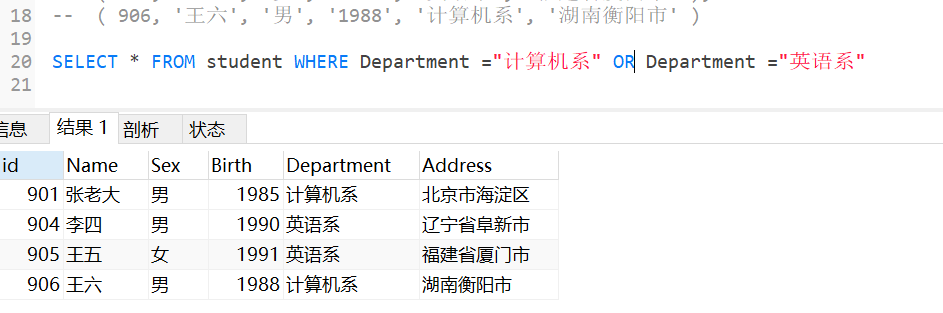 18 -- ( 906, '王六', '男', '1988', '计算机系', '湖南衡阳市' )
19
20 SELECT * FROM student WHERE Department ="计算机系" OR Department ="英语系"
21
信息 结果 1 剖析 状态
id Name Sex Birth Department Address
901 张老大 男 1985 计算机系 北京市海淀区
904 李四 男 1990 英语系 辽宁省阜新市
905 王五 女 1991 英语系 福建省厦门市
906 王六 男 1988 计算机系 湖南衡阳市